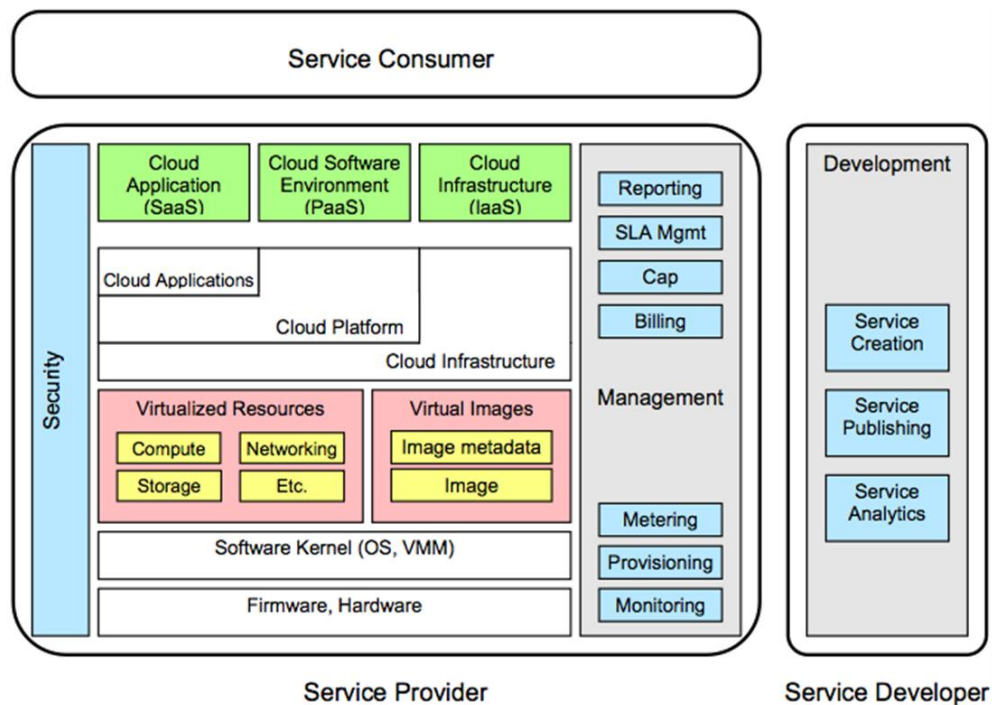 Service Consumer
Security
Cloud
Application
(SaaS)
Cloud Software
Environment
(PaaS)
Cloud
Infrastructure
(IaaS)
Cloud Applications
Cloud Platform
Cloud Infrastructure
Virtualized Resources
Compute
Networking
Storage
Etc.
Virtual Images
Image metadata
Image
Software Kernel (OS, VMM)
Firmware, Hardware
Reporting
SLA Mgmt
Cap
Billing
Management
Metering
Provisioning
Monitoring
Service Provider
Development
Service
Creation
Service
Publishing
Service
Analytics
Service Developer